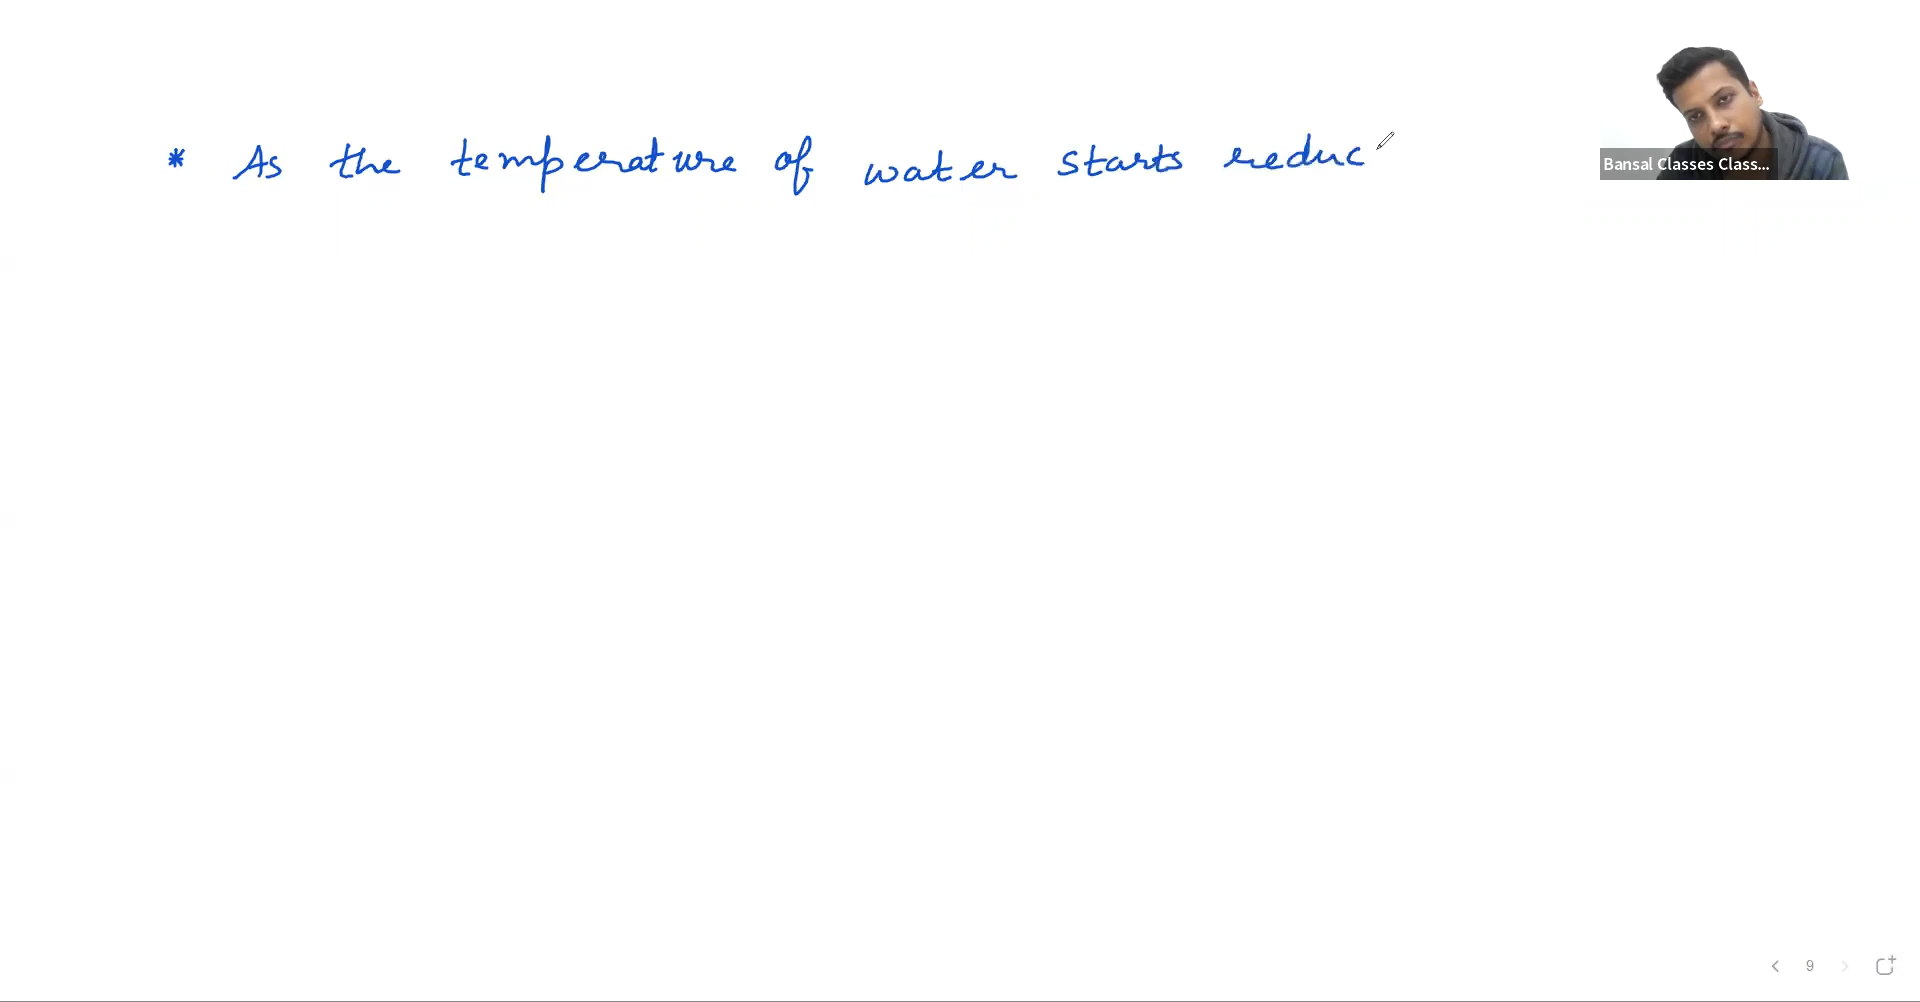 * As the temperature of water starts reduc
Bansal Classes Class...
9